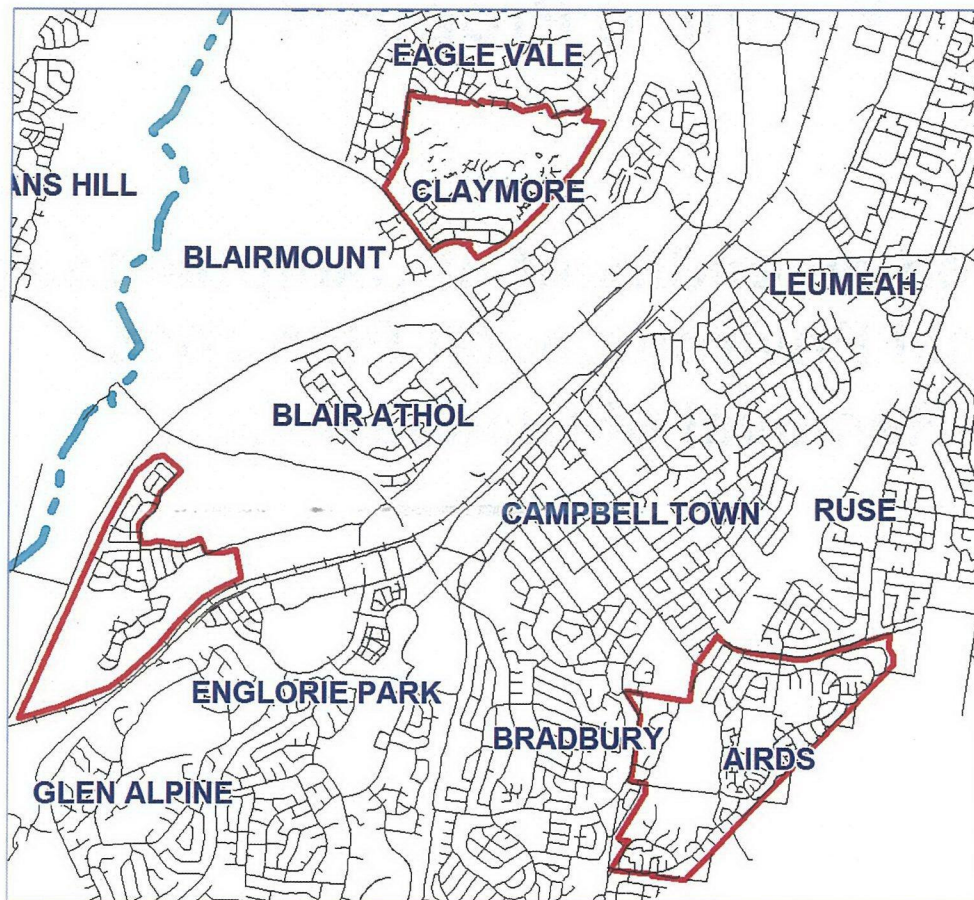 EAGLE VALE
ANS HILL
CLAYMORE
BLAIRMOUNT
LEUMEAH
BLAIR ATHOL
CAMPBELLTOWN
RUSE
ENGLORIE PARK
BRADBURY
AIRDS
GLEN ALPINE